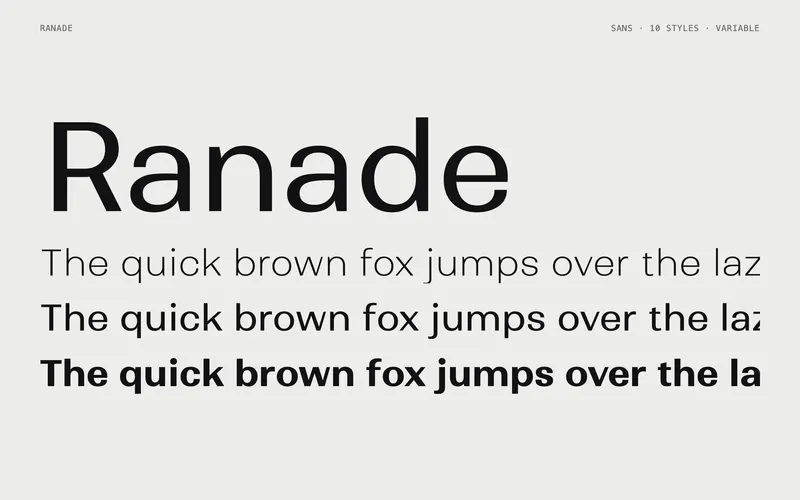 RANADE
SANS · 10 STYLES · VARIABLE
Ranade
The quick brown fox jumps over the laz
The quick brown fox jumps over the laz
The quick brown fox jumps over the la